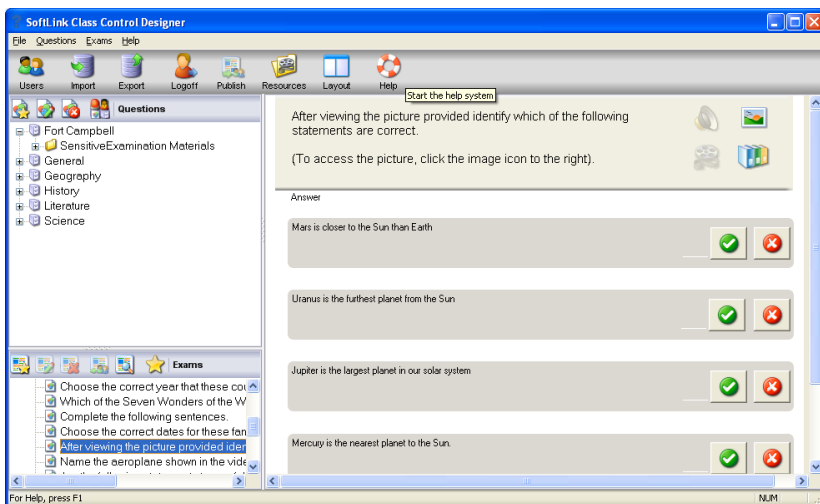 SoftLink Class Control Designer
File Questions Exams Help
Users Import Export Logoff Publish Resources Layout Help
Start the help system
Questions
Fort Campbell
SensitiveExamination Materials
General
Geography
History
Literature
Science
After viewing the picture provided identify which of the following
statements are correct.
(To access the picture, click the image icon to the right).
Answer
Mars is closer to the Sun than Earth
Uranus is the furthest planet from the Sun
Jupiter is the largest planet in our solar system
Mercury is the nearest planet to the Sun.
Exams
Choose the correct year that these cou
Which of the Seven Wonders of the W
Complete the following sentences.
Choose the correct dates for these fan
After viewing the picture provided iden
Name the aeroplane shown in the vide
For Help, press F1
NUM